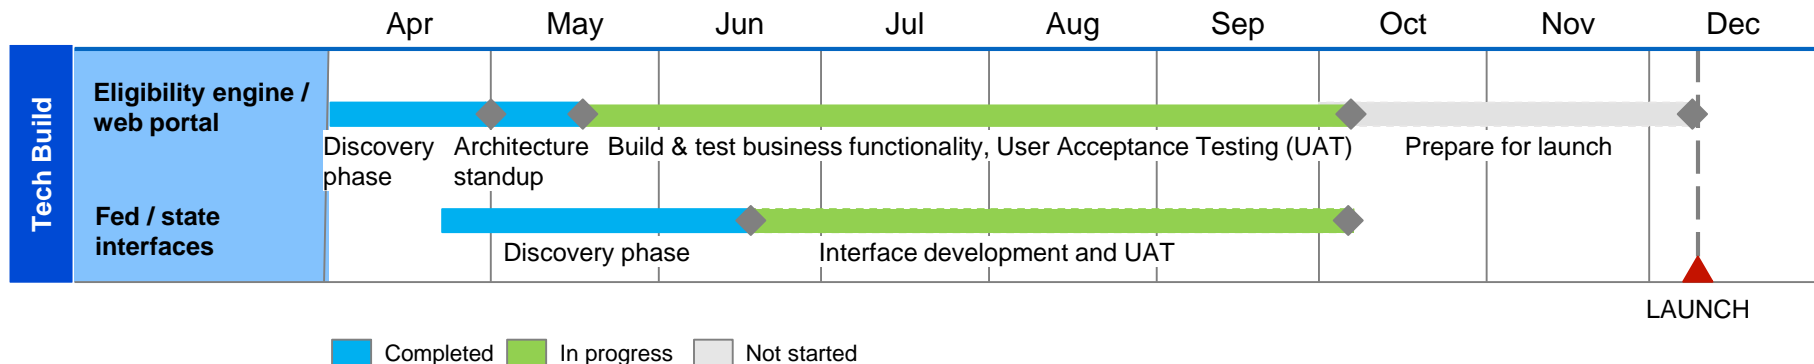 Apr May Jun Jul Aug Sep Oct Nov Dec
Tech Build
Eligibility engine /
web portal
Discovery
phase
Architecture
standup
Build & test business functionality, User Acceptance Testing (UAT)
Prepare for launch
Fed / state
interfaces
Discovery phase
Interface development and UAT
LAUNCH
Completed
In progress
Not started